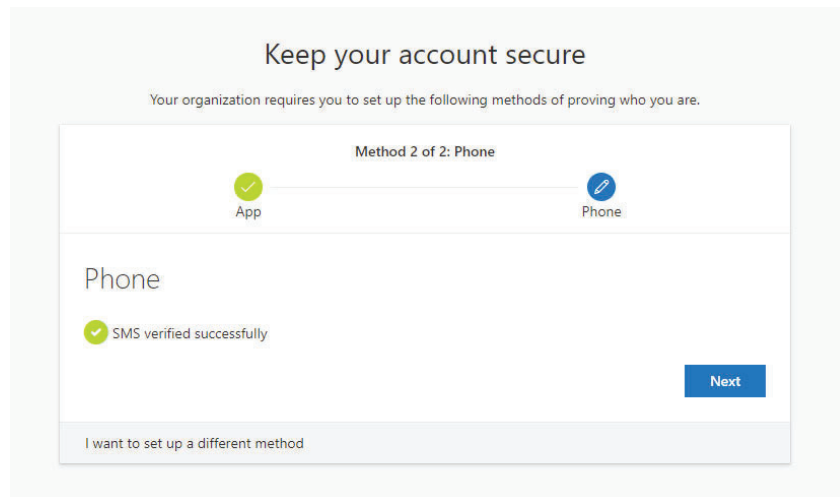 Keep your account secure
Your organization requires you to set up the following methods of proving who you are.
Method 2 of 2: Phone
App
Phone
Phone
SMS verified successfully
Next
I want to set up a different method